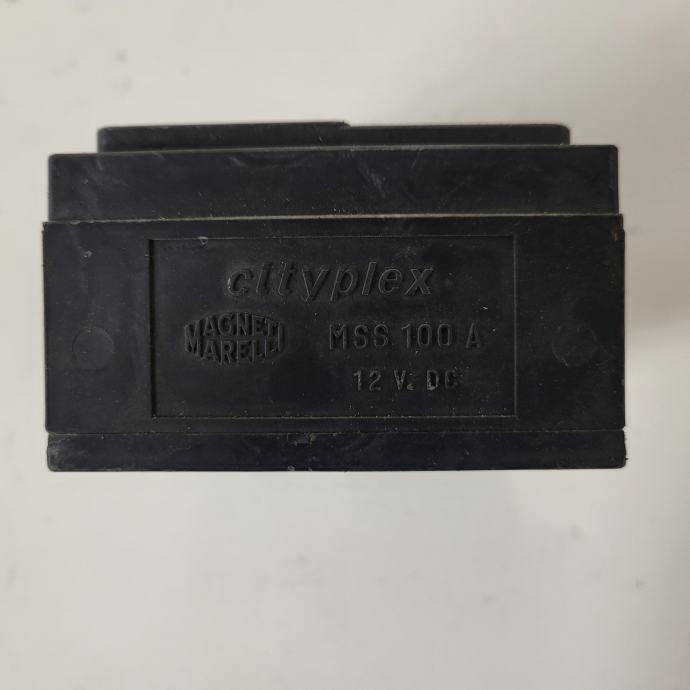 cityplex
MAGNETI
MARELLI
MSS 100 A
12 V. DC